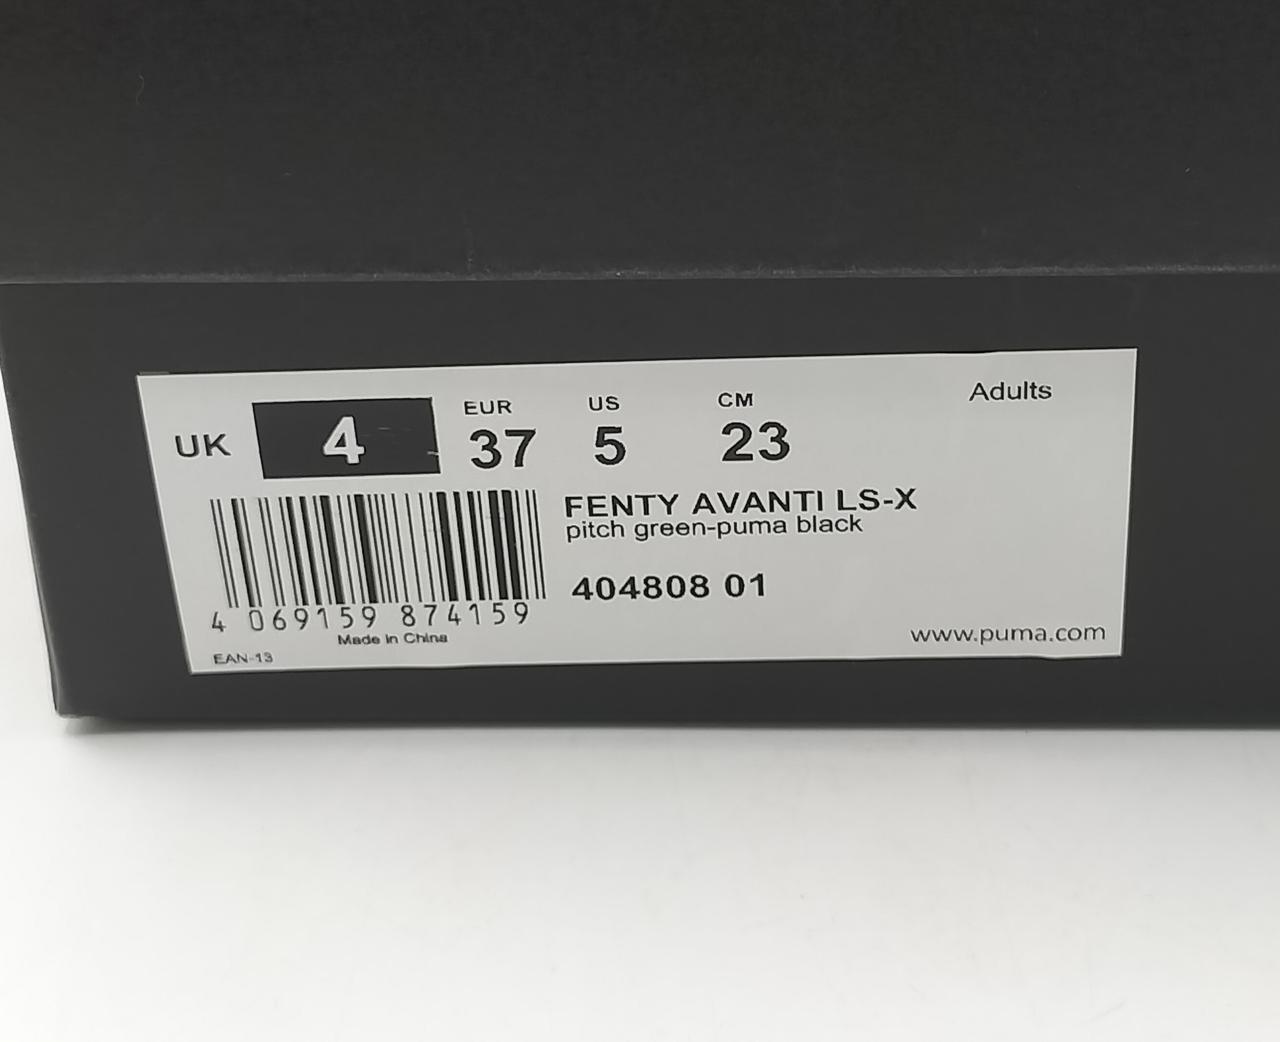 Adults
EUR US CM
UK 4 37 5 23
FENTY AVANTI LS-X
pitch green-puma black
404808 01
4 069159 874159
Made in China
EAN-13
www.puma.com